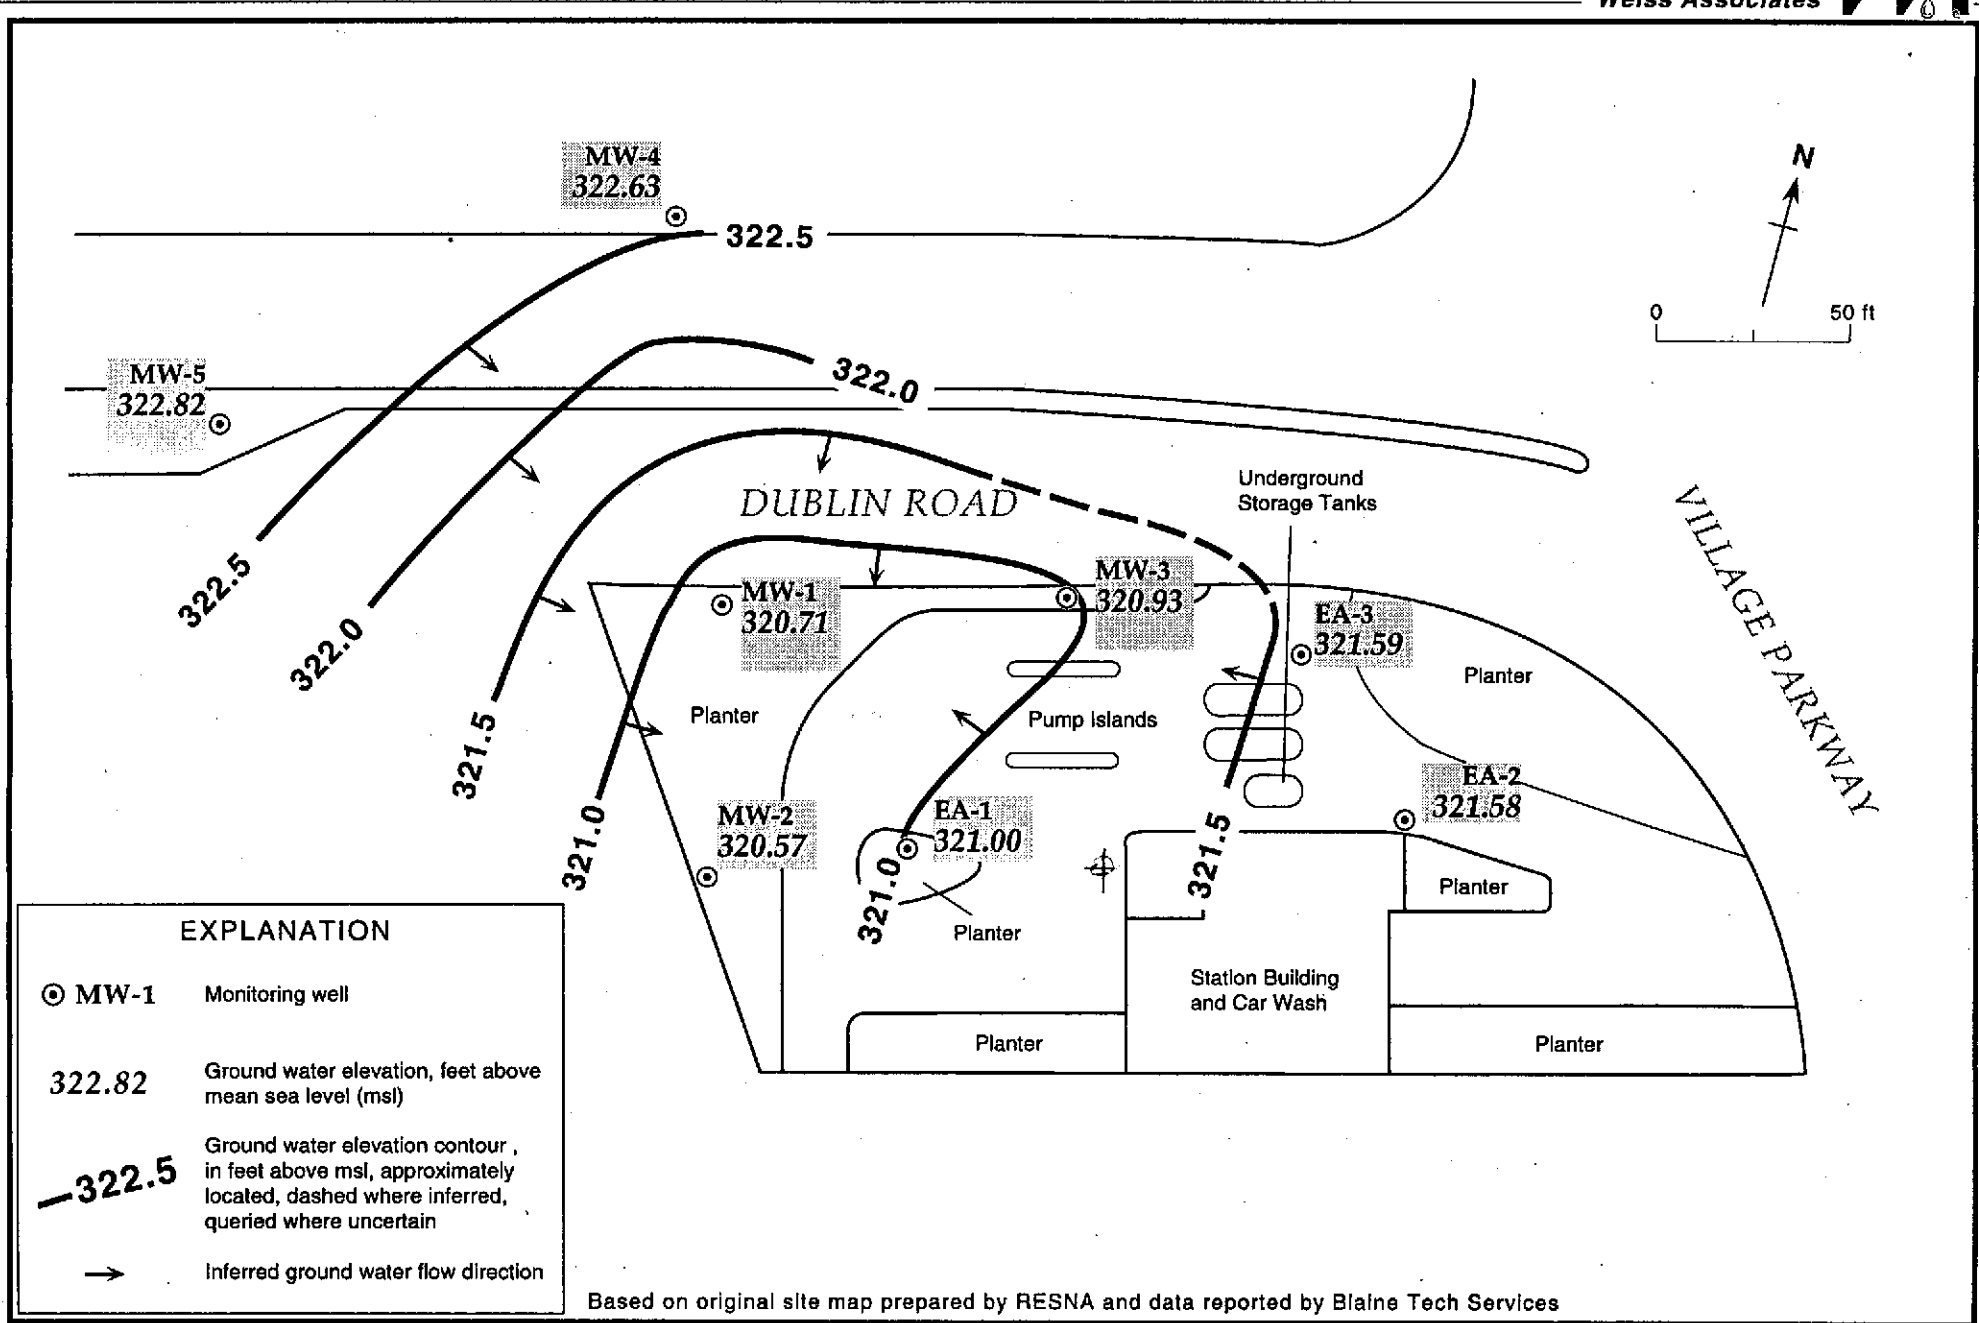 Weiss Associates
MW-4
322.63
N
322.5
0 50 ft
MW-5
322.82
322.0
Underground
Storage Tanks
DUBLIN ROAD
VILLAGE PARKWAY
322.5
MW-1
320.71
MW-3
320.93
EA-3
321.59
322.0
Planter
Planter
Pump Islands
321.5
MW-2
320.57
EA-1
321.00
EA-2
321.58
321.0
321.0
321.5
Planter
Planter
Station Building
and Car Wash
Planter
Planter
EXPLANATION
MW-1 Monitoring well
322.82 Ground water elevation, feet above
mean sea level (msl)
322.5 Ground water elevation contour ,
in feet above msl, approximately
located, dashed where inferred,
queried where uncertain
Inferred ground water flow direction
Based on original site map prepared by RESNA and data reported by Blaine Tech Services